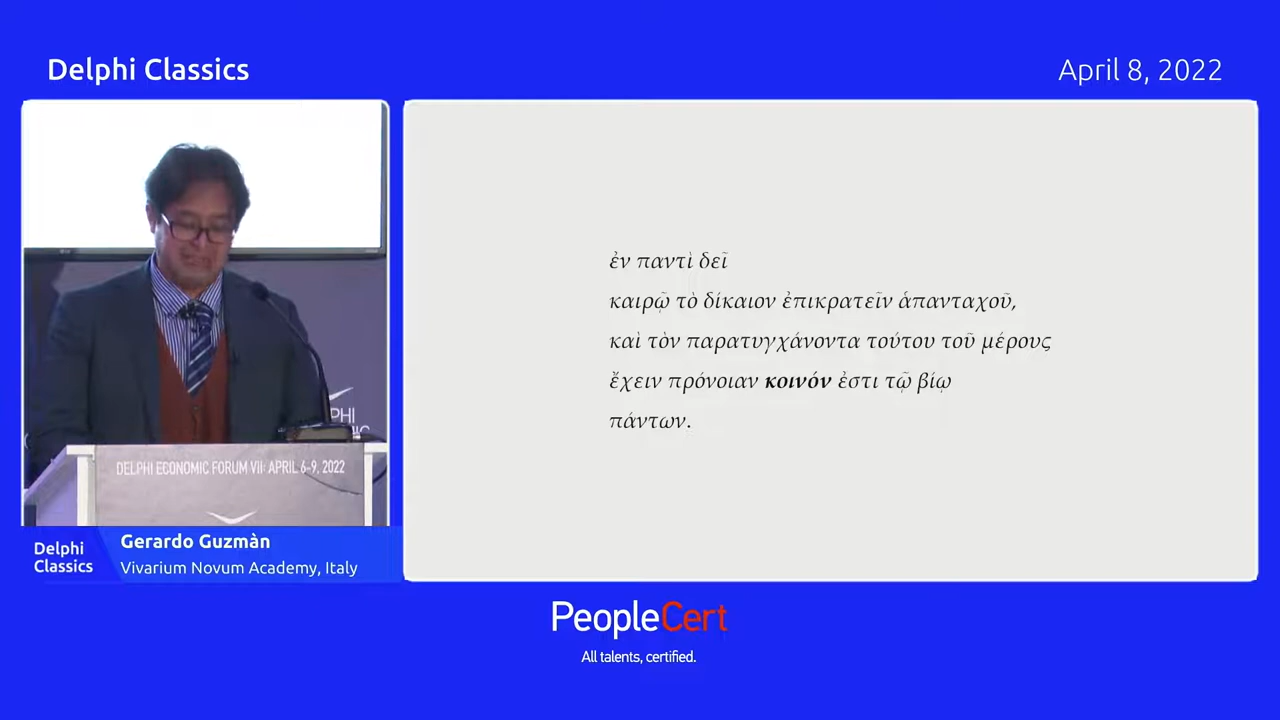 Delphi Classics
April 8, 2022
ἐν παντὶ δεῖ
καιρῷ τὸ δίκαιον ἐπικρατεῖν ἁπανταχοῦ,
καὶ τὸν παρατυγχάνοντα τούτου τοῦ μέρους
ἔχειν πρόνοιαν κοινόν ἐστι τῷ βίῳ
πάντων.
DELPHI ECONOMIC FORUM VII: APRIL 6-9, 2022
Delphi
Classics
Gerardo Guzmàn
Vivarium Novum Academy, Italy
PeopleCert
All talents, certified.